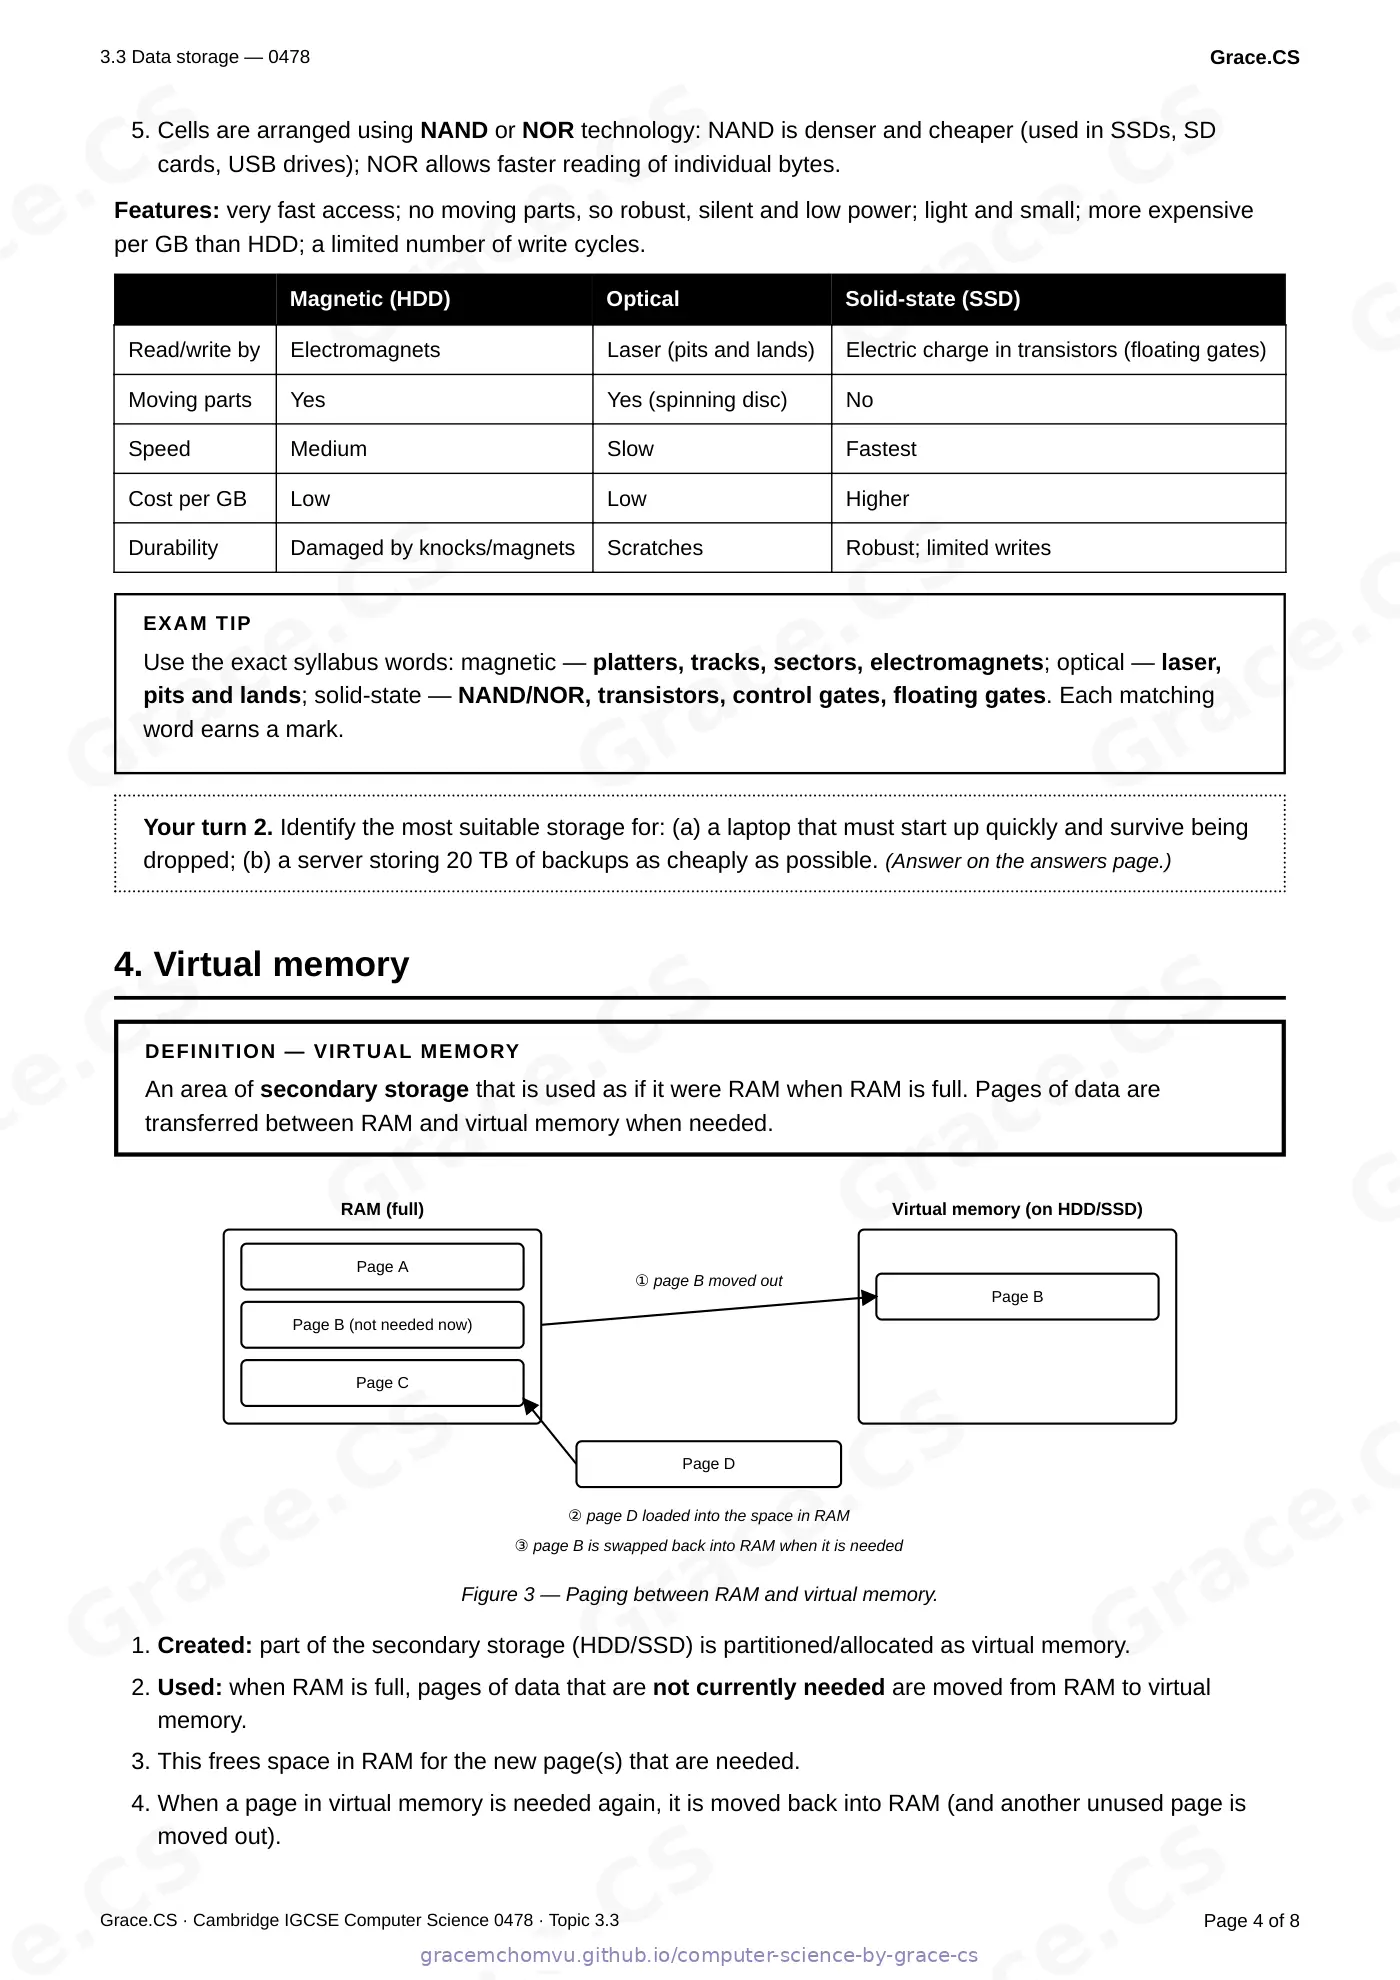 3.3 Data storage — 0478
Grace.CS
5. Cells are arranged using NAND or NOR technology: NAND is denser and cheaper (used in SSDs, SD
cards, USB drives); NOR allows faster reading of individual bytes.
Features: very fast access; no moving parts, so robust, silent and low power; light and small; more expensive
per GB than HDD; a limited number of write cycles.
Magnetic (HDD) Optical Solid-state (SSD)
Read/write by Electromagnets Laser (pits and lands) Electric charge in transistors (floating gates)
Moving parts Yes Yes (spinning disc) No
Speed Medium Slow Fastest
Cost per GB Low Low Higher
Durability Damaged by knocks/magnets Scratches Robust; limited writes
EXAM TIP
Use the exact syllabus words: magnetic — platters, tracks, sectors, electromagnets; optical — laser,
pits and lands; solid-state — NAND/NOR, transistors, control gates, floating gates. Each matching
word earns a mark.
Your turn 2. Identify the most suitable storage for: (a) a laptop that must start up quickly and survive being
dropped; (b) a server storing 20 TB of backups as cheaply as possible. (Answer on the answers page.)
4. Virtual memory
DEFINITION — VIRTUAL MEMORY
An area of secondary storage that is used as if it were RAM when RAM is full. Pages of data are
transferred between RAM and virtual memory when needed.
RAM (full)
Virtual memory (on HDD/SSD)
Page A
① page B moved out
Page B
Page B (not needed now)
Page C
Page D
② page D loaded into the space in RAM
③ page B is swapped back into RAM when it is needed
Figure 3 — Paging between RAM and virtual memory.
1. Created: part of the secondary storage (HDD/SSD) is partitioned/allocated as virtual memory.
2. Used: when RAM is full, pages of data that are not currently needed are moved from RAM to virtual
memory.
3. This frees space in RAM for the new page(s) that are needed.
4. When a page in virtual memory is needed again, it is moved back into RAM (and another unused page is
moved out).
Grace.CS · Cambridge IGCSE Computer Science 0478 · Topic 3.3
Page 4 of 8
gracemchomvu.github.io/computer-science-by-grace-cs